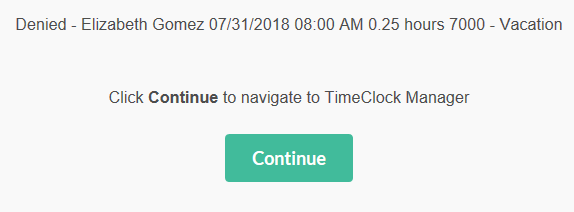 Denied - Elizabeth Gomez 07/31/2018 08:00 AM 0.25 hours 7000 - Vacation
Click Continue to navigate to TimeClock Manager
Continue